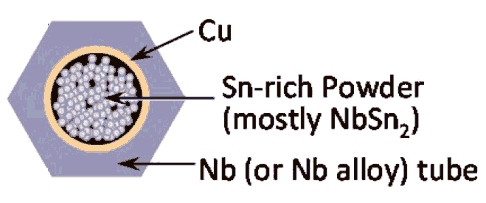 Cu
Sn-rich Powder
(mostly NbSn₂)
Nb (or Nb alloy) tube